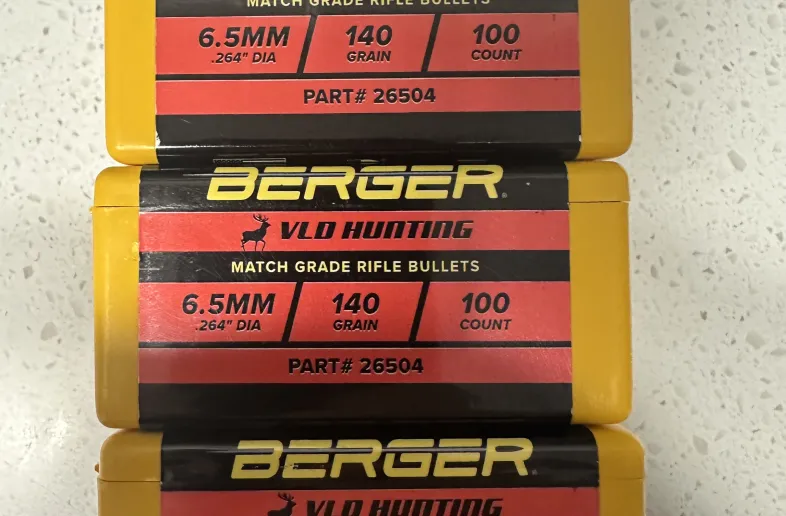 MATCH GRADE RIFLE BULLETS
6.5MM 140 100
.264" DIA GRAIN COUNT
PART# 26504
BERGER
VLD HUNTING
MATCH GRADE RIFLE BULLETS
6.5MM 140 100
.264" DIA GRAIN COUNT
PART# 26504
BERGER
VLD HUNTING